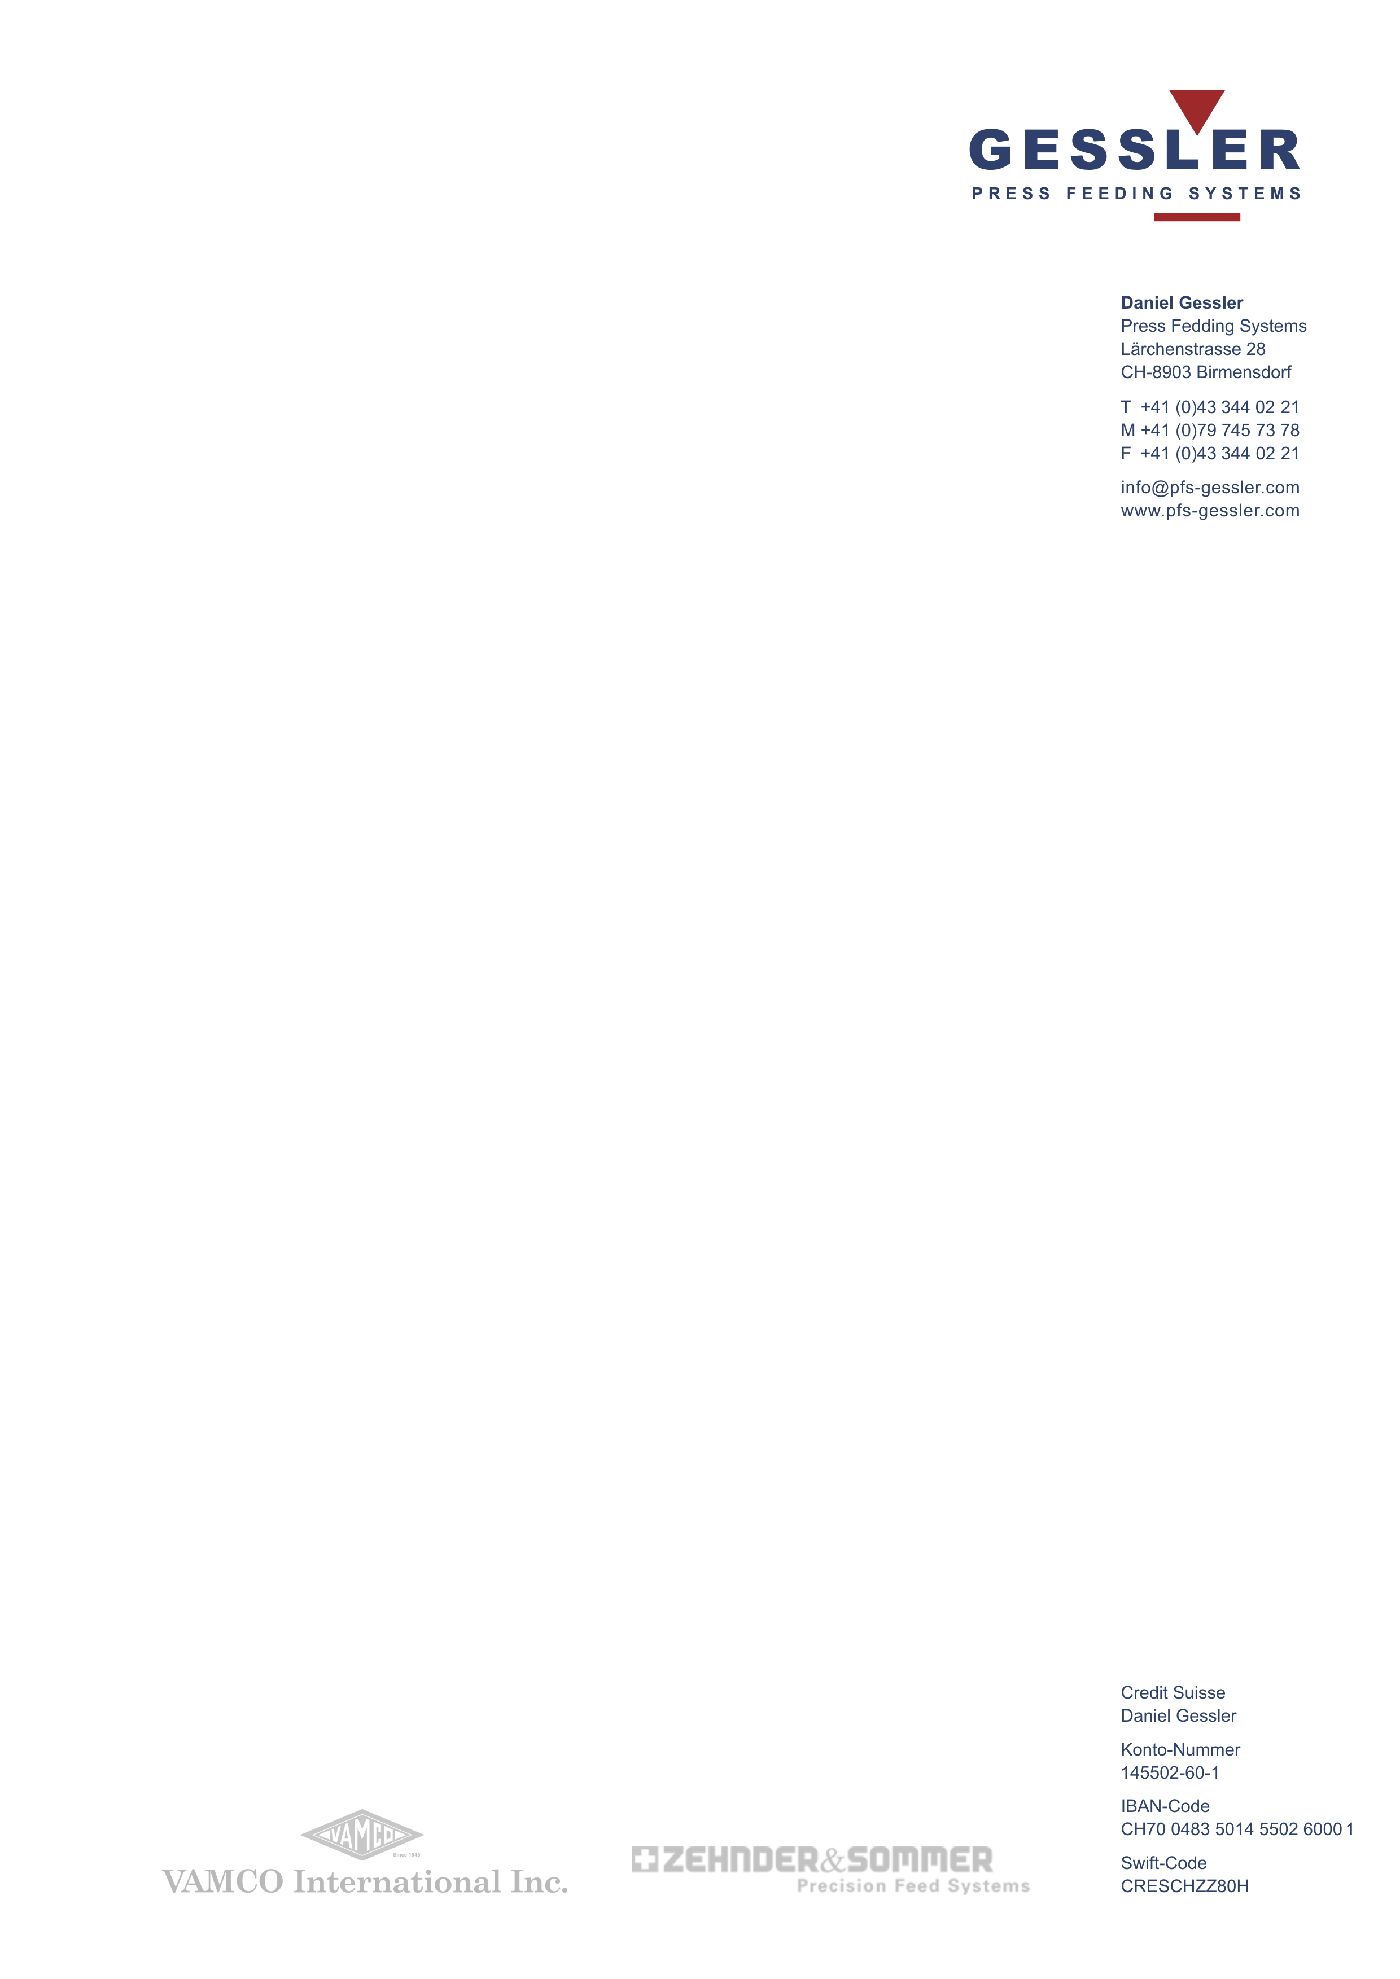 GESSLER
PRESS FEEDING SYSTEMS
Daniel Gessler
Press Fedding Systems
Lärchenstrasse 28
CH-8903 Birmensdorf
T +41 (0)43 344 02 21
M +41 (0)79 745 73 78
F +41 (0)43 344 02 21
info@pfs-gessler.com
www.pfs-gessler.com
Credit Suisse
Daniel Gessler
Konto-Nummer
145502-60-1
IBAN-Code
CH70 0483 5014 5502 6000 1
Swift-Code
CRESCHZZ80H
VAMCO
VAMCO International Inc.
ZEHNDER&SOMMER
Precision Feed Systems